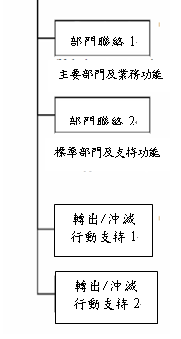 部門聯絡 1
主要部門及業務功能
部門聯絡 2
標準部門及支持功能
轉出/沖減
行動支持 1
轉出/沖減
行動支持 2